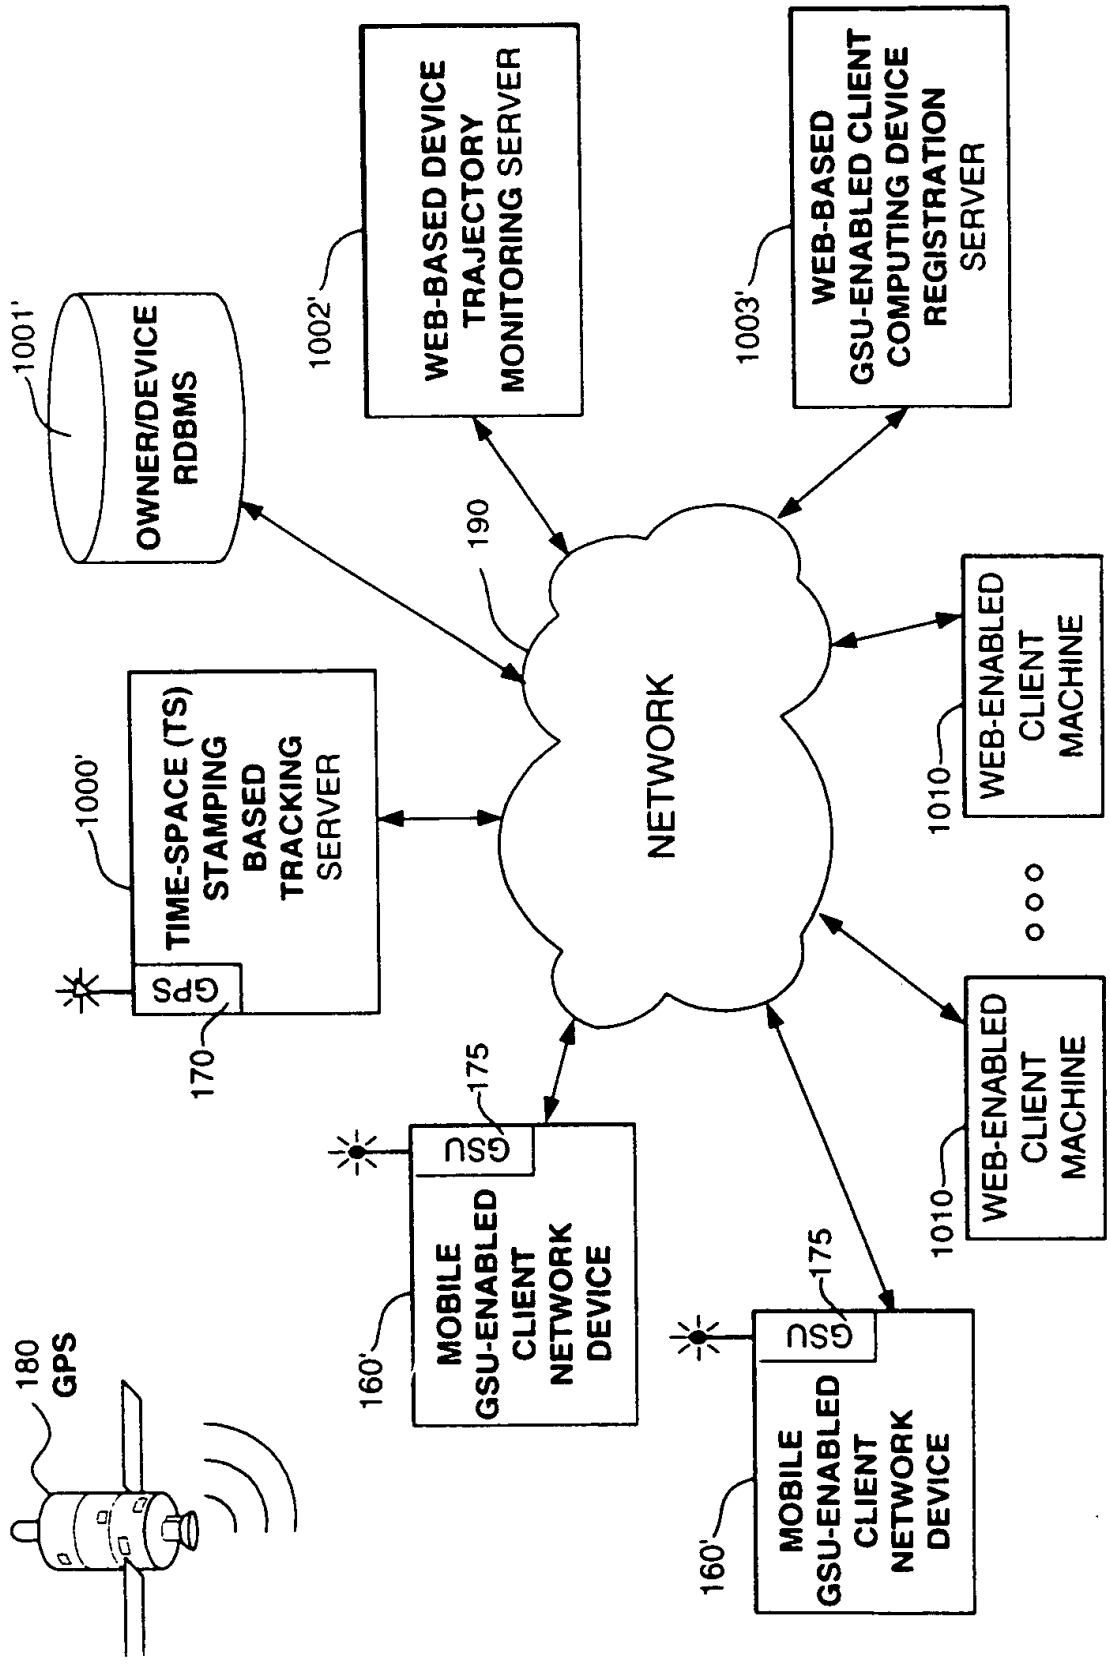 180
GPS
1000'
TIME-SPACE (TS)
STAMPING
BASED
TRACKING
SERVER
GPS
170
1001'
OWNER/DEVICE
RDBMS
1002'
WEB-BASED DEVICE
TRAJECTORY
MONITORING SERVER
160'
MOBILE
GSU-ENABLED
CLIENT
NETWORK
DEVICE
GSU
175
190
NETWORK
1003'
WEB-BASED
GSU-ENABLED CLIENT
COMPUTING DEVICE
REGISTRATION
SERVER
160'
MOBILE
GSU-ENABLED
CLIENT
NETWORK
DEVICE
GSU
175
1010
WEB-ENABLED
CLIENT
MACHINE
1010
WEB-ENABLED
CLIENT
MACHINE